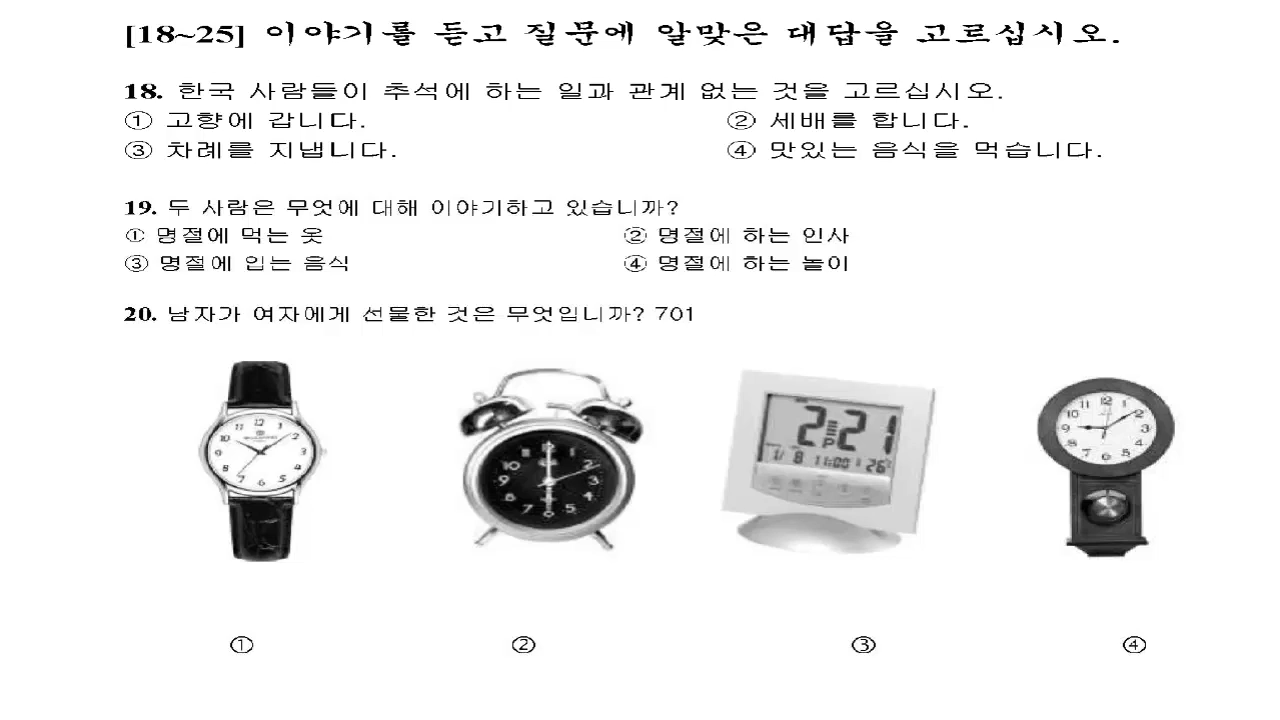 [18~25] 이야기를 듣고 질문에 알맞은 대답을 고르십시오.
18. 한국 사람들이 추석에 하는 일과 관계 없는 것을 고르십시오.
① 고향에 갑니다. ② 세배를 합니다.
③ 차례를 지냅니다. ④ 맛있는 음식을 먹습니다.
19. 두 사람은 무엇에 대해 이야기하고 있습니까?
① 명절에 먹는 옷 ② 명절에 하는 인사
③ 명절에 입는 음식 ④ 명절에 하는 놀이
20. 남자가 여자에게 선물한 것은 무엇입니까? 701
① ② ③ ④